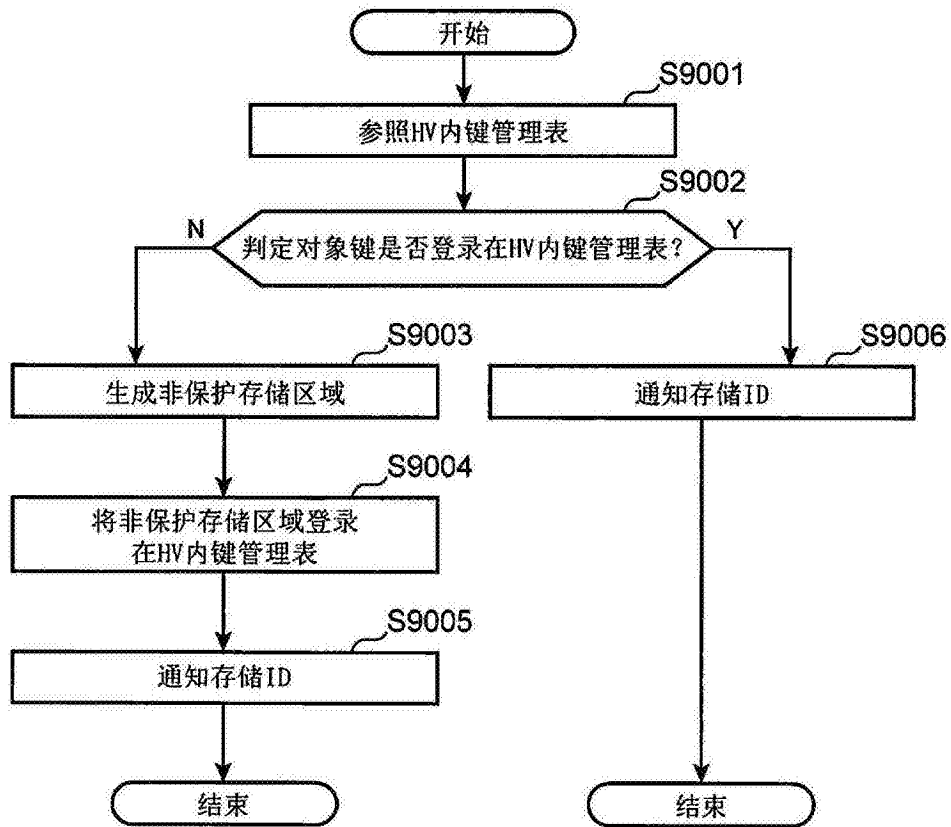 开始
S9001
参照HV内键管理表
S9002
N
判定对象键是否登录在HV内键管理表？
Y
S9003
生成非保护存储区域
S9006
通知存储ID
S9004
将非保护存储区域登录
在HV内键管理表
S9005
通知存储ID
结束
结束